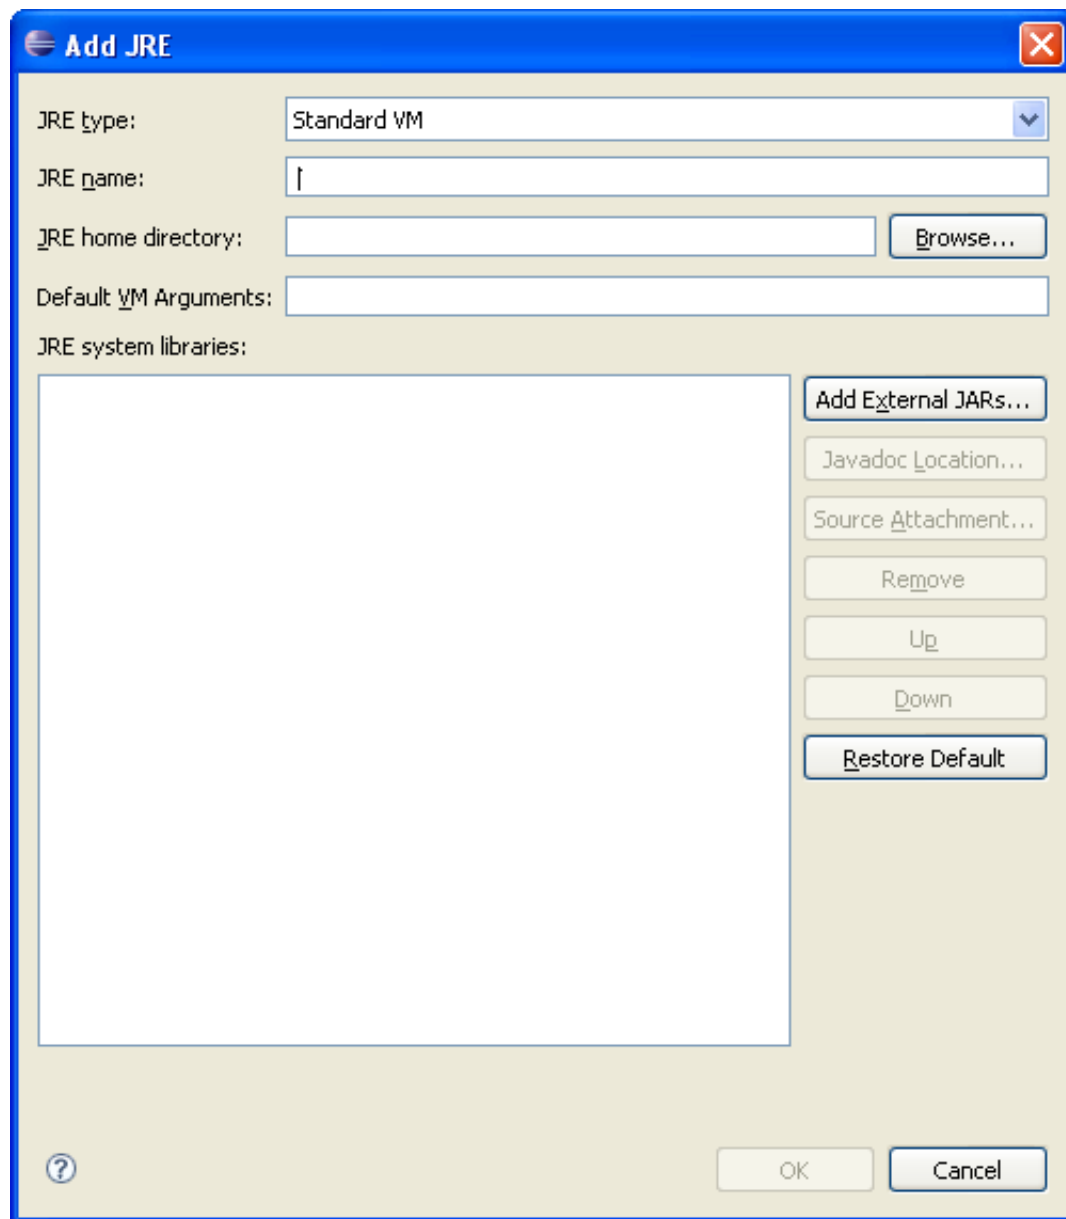 Add JRE
JRE type: Standard VM
JRE name:
JRE home directory: Browse...
Default VM Arguments:
JRE system libraries:
Add External JARs...
Javadoc Location...
Source Attachment...
Remove
Up
Down
Restore Default
? OK Cancel